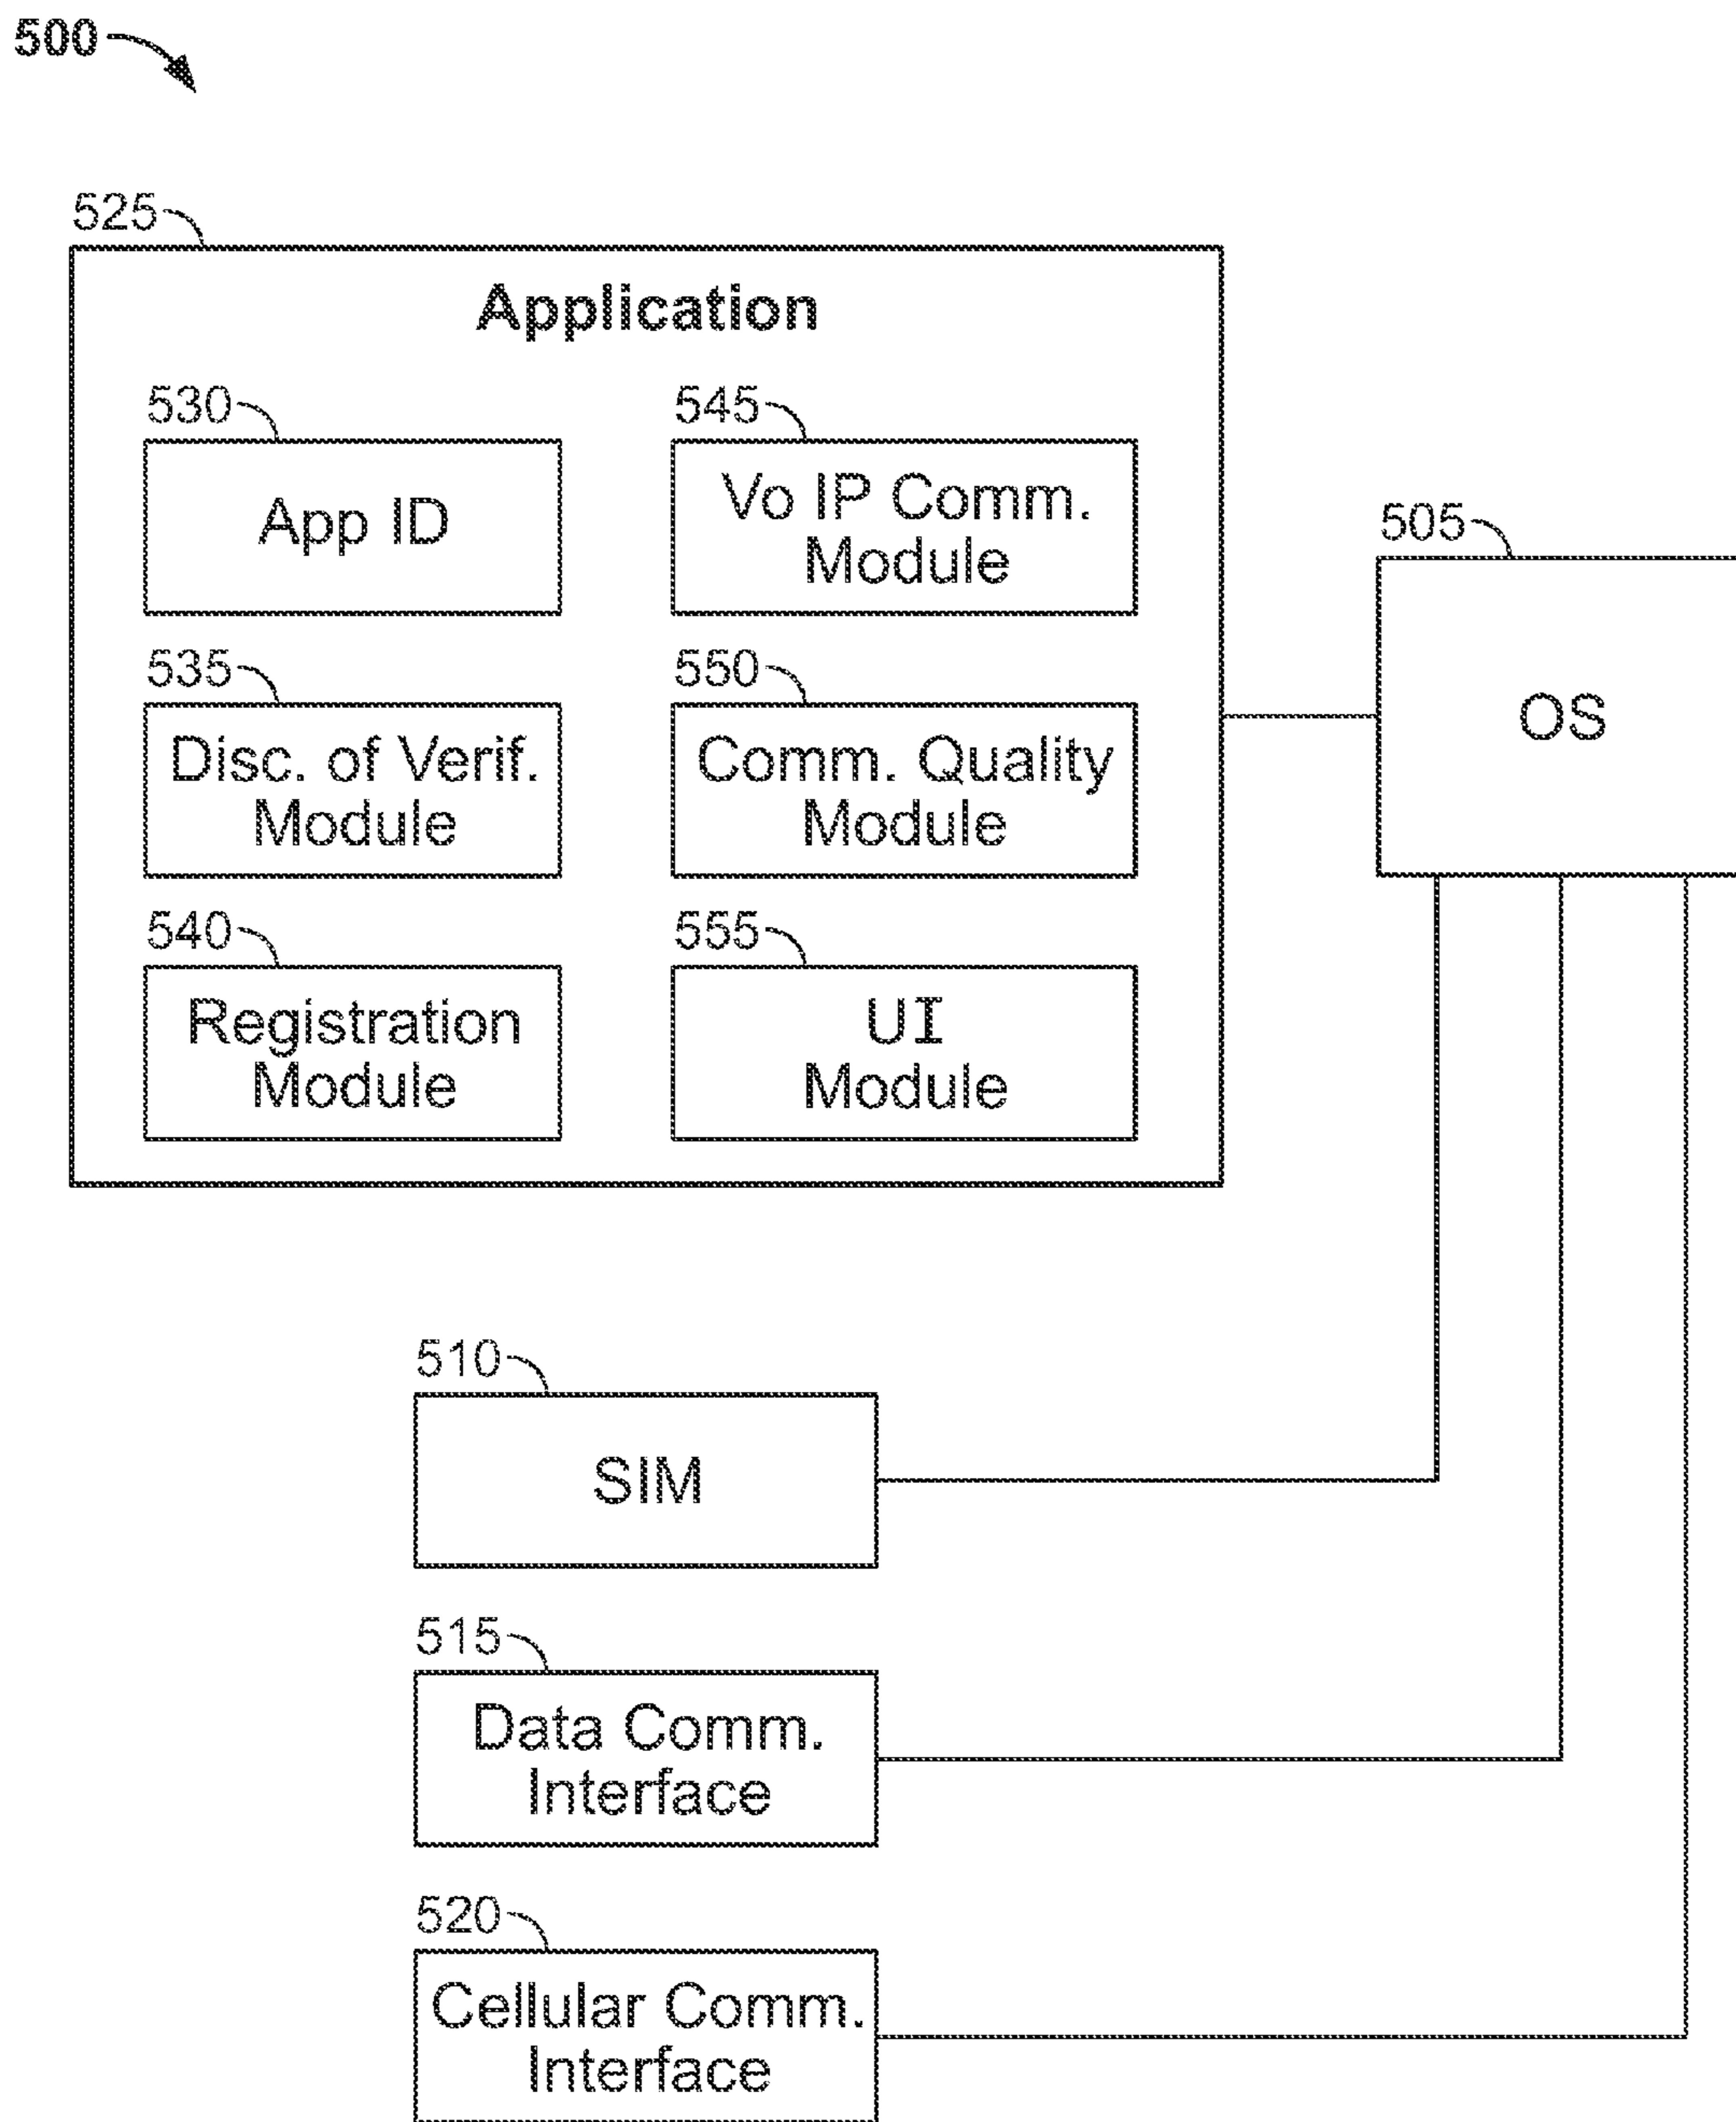 500
525
Application
530
App ID
545
Vo IP Comm.
Module
535
Disc. of Verif.
Module
550
Comm. Quality
Module
540
Registration
Module
555
UI
Module
505
OS
510
SIM
515
Data Comm.
Interface
520
Cellular Comm.
Interface